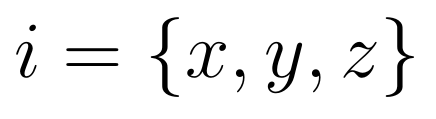 i = {x, y, z}